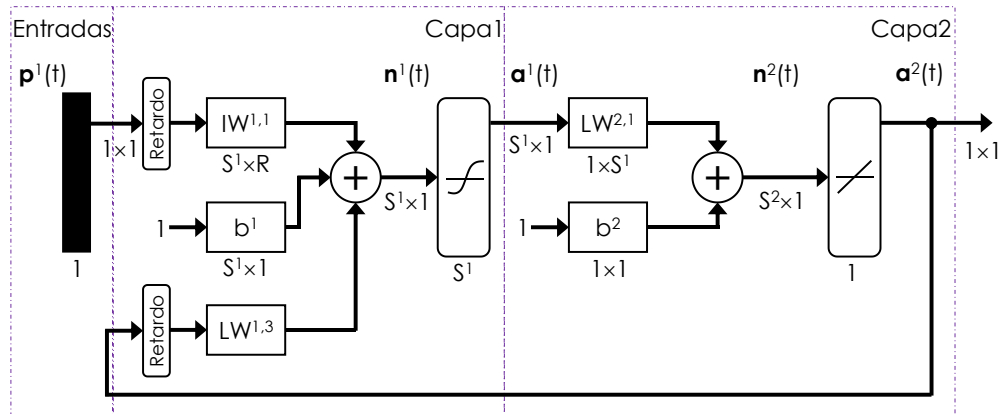 Entradas
Capa1
Capa2
p¹(t)
n¹(t)
a¹(t)
n²(t)
a²(t)
Retardo
IW¹,¹
LW²,¹
1×1
S¹×R
S¹×1
1×S¹
1×1
S¹×1
S²×1
1
b¹
1
b²
1
S¹×1
S¹
1×1
1
Retardo
LW¹,³